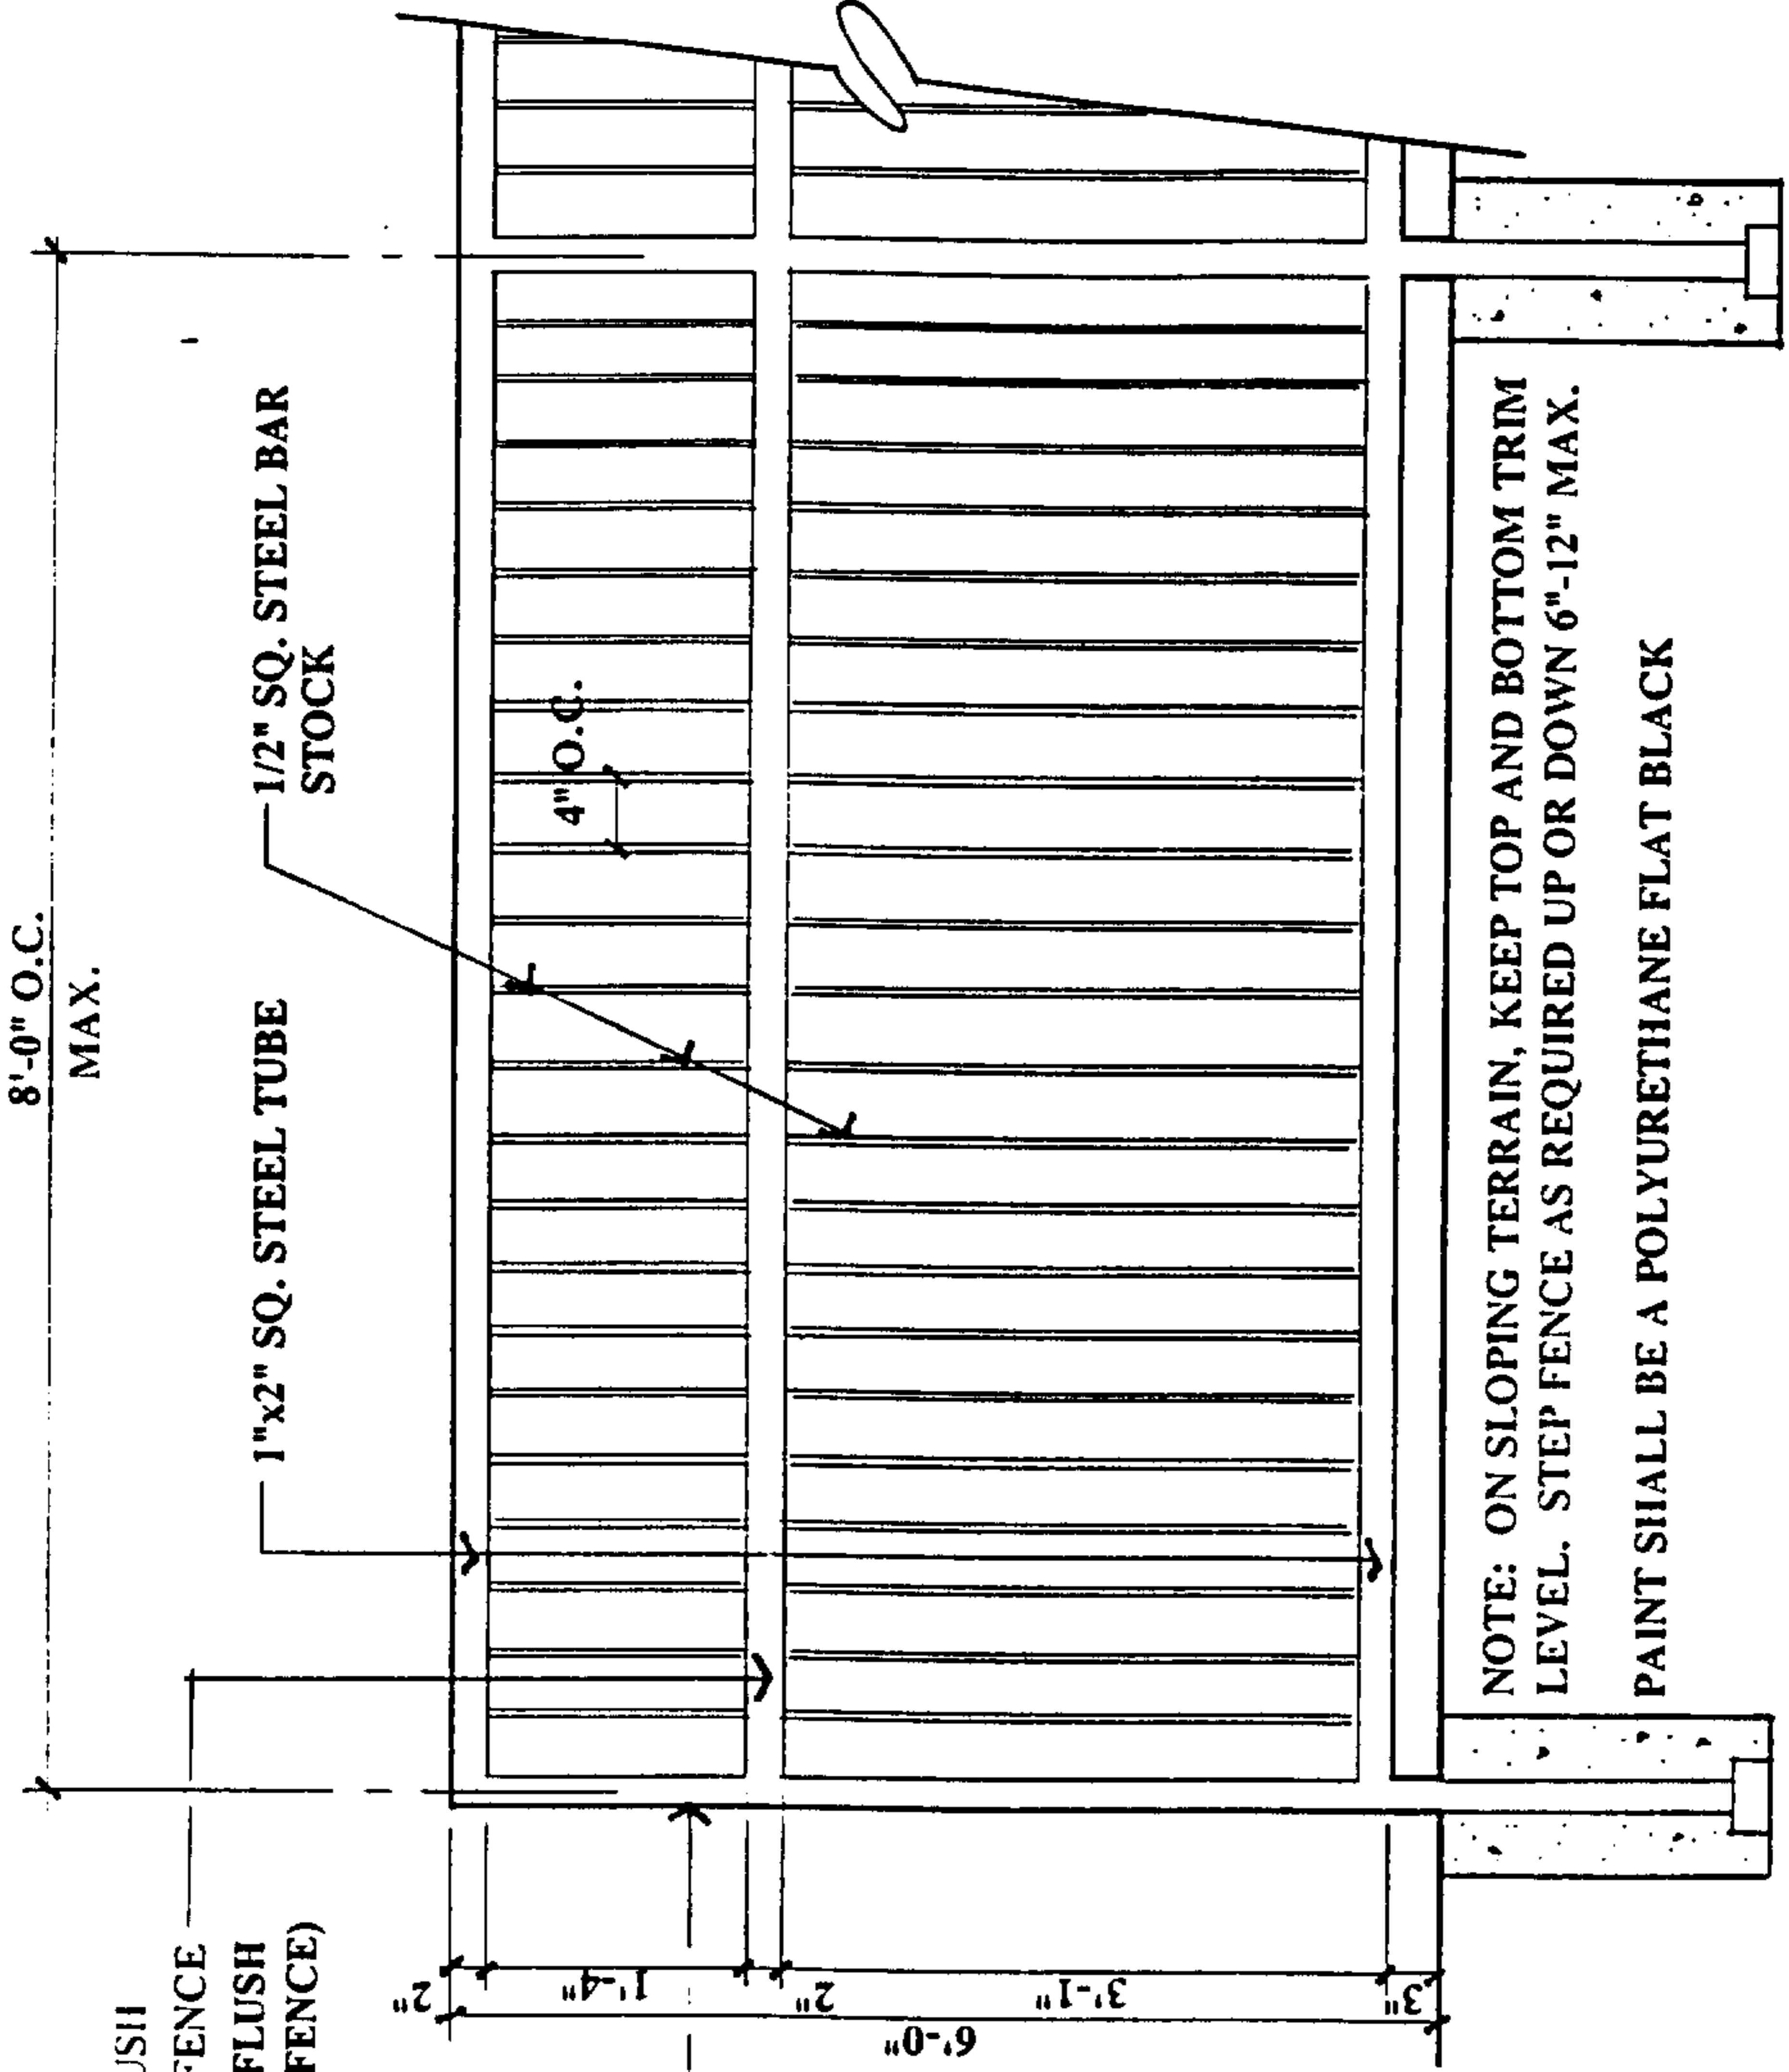 8'-0" O.C.
MAX.
1"x2" SQ. STEEL TUBE
1/2" SQ. STEEL BAR
STOCK
FENCE
FLUSH
FENCE)
4" O.C.
2"
1'-4"
2"
3'-1"
3"
6'-0"
NOTE: ON SLOPING TERRAIN, KEEP TOP AND BOTTOM TRIM
LEVEL. STEP FENCE AS REQUIRED UP OR DOWN 6"-12" MAX.
PAINT SHALL BE A POLYURETHANE FLAT BLACK